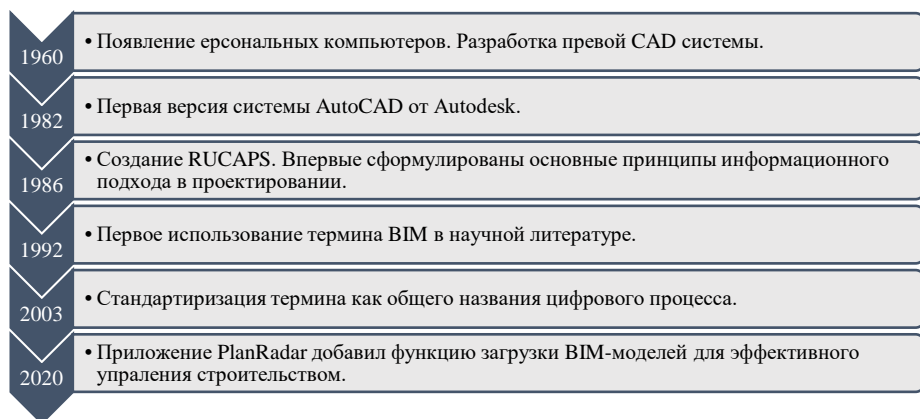 1960
• Появление ерсональных компьютеров. Разработка превой CAD системы.
1982
• Первая версия системы AutoCAD от Autodesk.
1986
• Создание RUCAPS. Впервые сформулированы основные принципы информационного
подхода в проектировании.
1992
• Первое использование термина BIM в научной литературе.
2003
• Стандартиризация термина как общего названия цифрового процесса.
2020
• Приложение PlanRadar добавил функцию загрузки BIM-моделей для эффективного
упраления строительством.